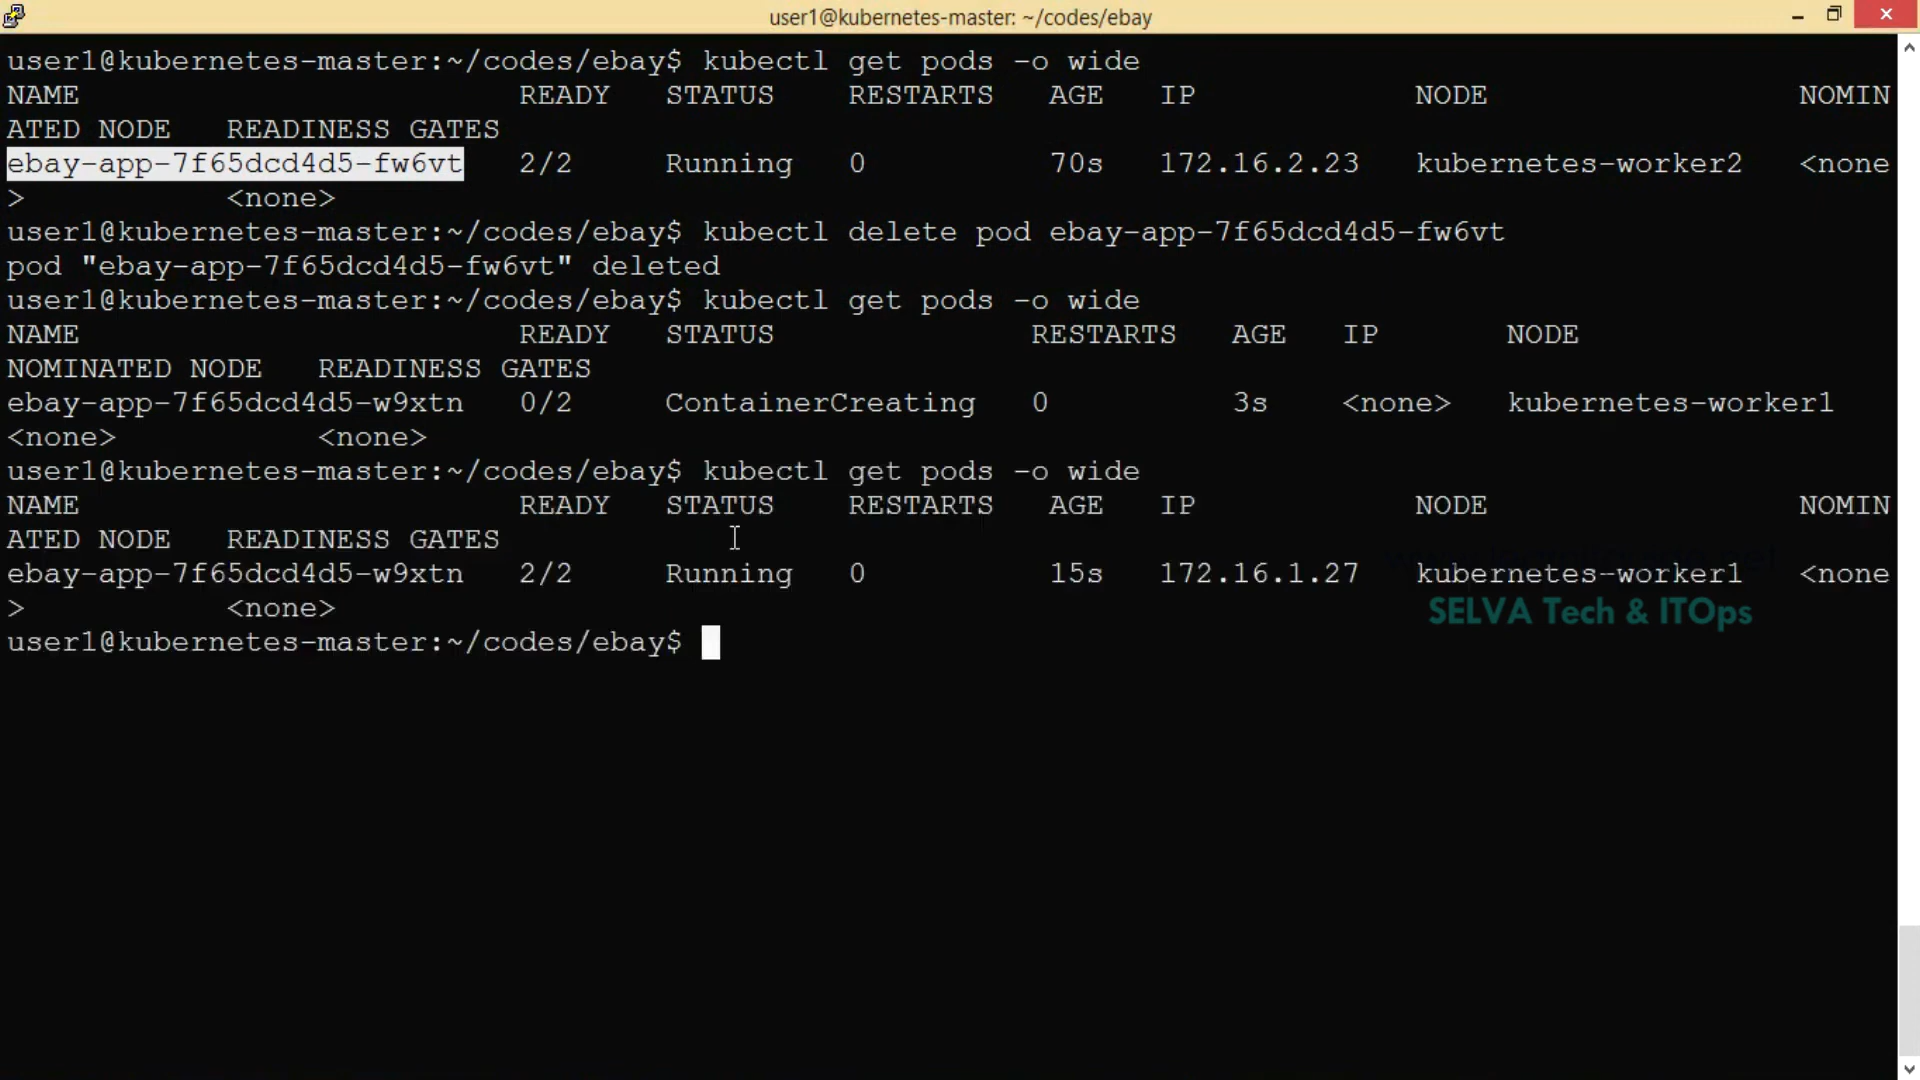 user1@kubernetes-master: ~/codes/ebay
user1@kubernetes-master:~/codes/ebay$ kubectl get pods -o wide
NAME                        READY   STATUS    RESTARTS   AGE   IP            NODE                 NOMIN
ATED NODE   READINESS GATES
ebay-app-7f65dcd4d5-fw6vt   2/2     Running   0          70s   172.16.2.23   kubernetes-worker2   <none
>           <none>
user1@kubernetes-master:~/codes/ebay$ kubectl delete pod ebay-app-7f65dcd4d5-fw6vt
pod "ebay-app-7f65dcd4d5-fw6vt" deleted
user1@kubernetes-master:~/codes/ebay$ kubectl get pods -o wide
NAME                        READY   STATUS              RESTARTS   AGE   IP       NODE
NOMINATED NODE   READINESS GATES
ebay-app-7f65dcd4d5-w9xtn   0/2     ContainerCreating   0          3s    <none>   kubernetes-worker1
<none>           <none>
user1@kubernetes-master:~/codes/ebay$ kubectl get pods -o wide
NAME                        READY   STATUS    RESTARTS   AGE   IP            NODE                 NOMIN
ATED NODE   READINESS GATES
ebay-app-7f65dcd4d5-w9xtn   2/2     Running   0          15s   172.16.1.27   kubernetes-worker1   <none
>           <none>
SELVA Tech & ITOps
user1@kubernetes-master:~/codes/ebay$